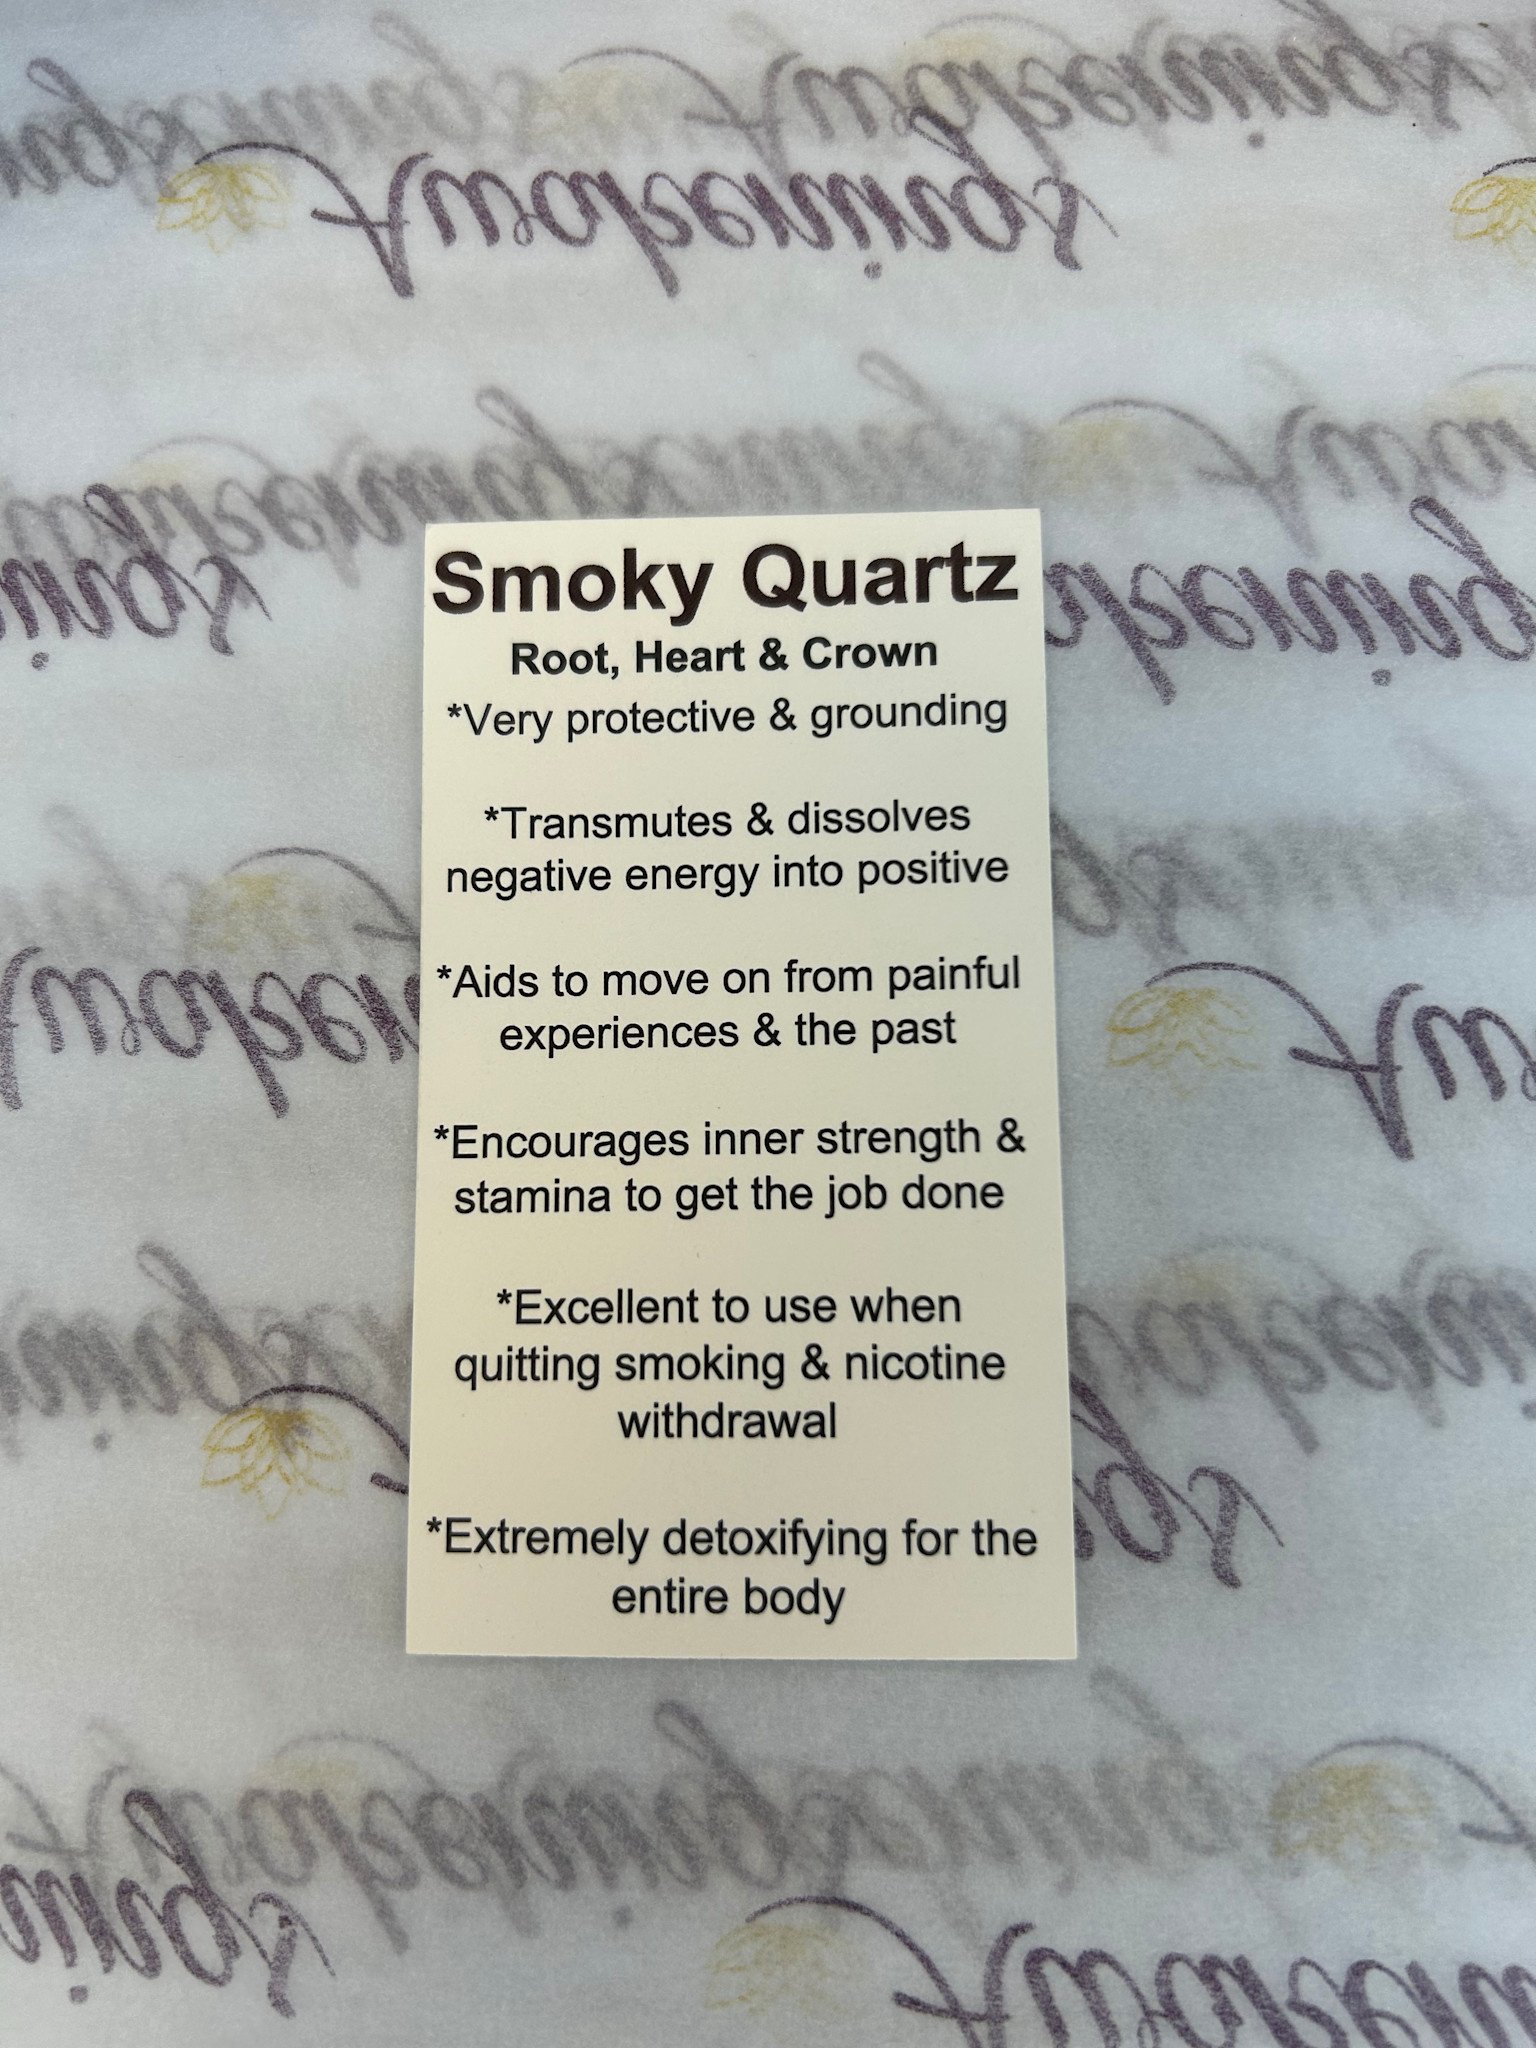 Awakenings
Awakenings
Smoky Quartz
Root, Heart & Crown
*Very protective & grounding
*Transmutes & dissolves
negative energy into positive
*Aids to move on from painful
experiences & the past
*Encourages inner strength &
stamina to get the job done
*Excellent to use when
quitting smoking & nicotine
withdrawal
*Extremely detoxifying for the
entire body